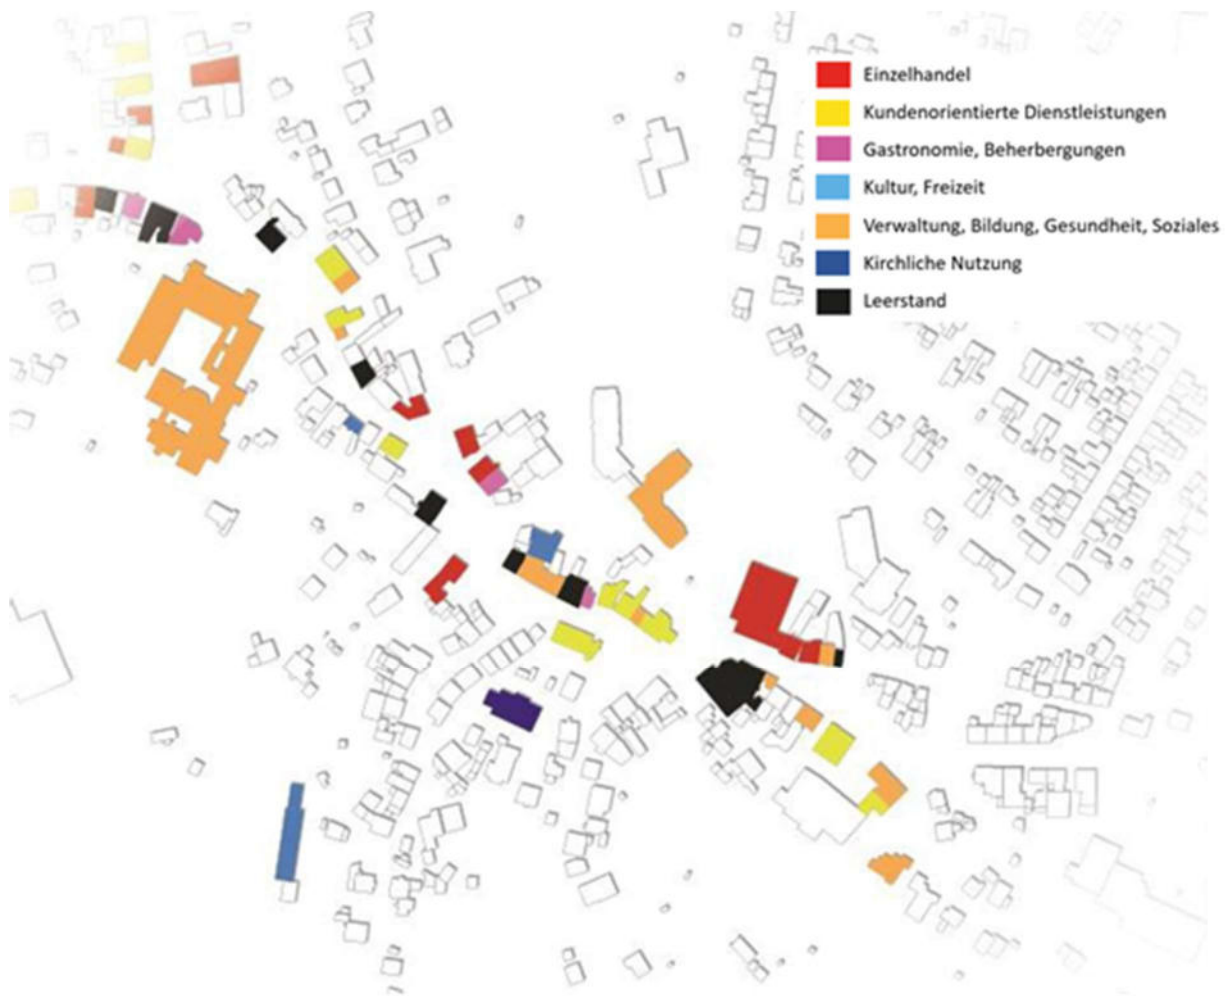 Einzelhandel
Kundenorientierte Dienstleistungen
Gastronomie, Beherbergungen
Kultur, Freizeit
Verwaltung, Bildung, Gesundheit, Soziales
Kirchliche Nutzung
Leerstand